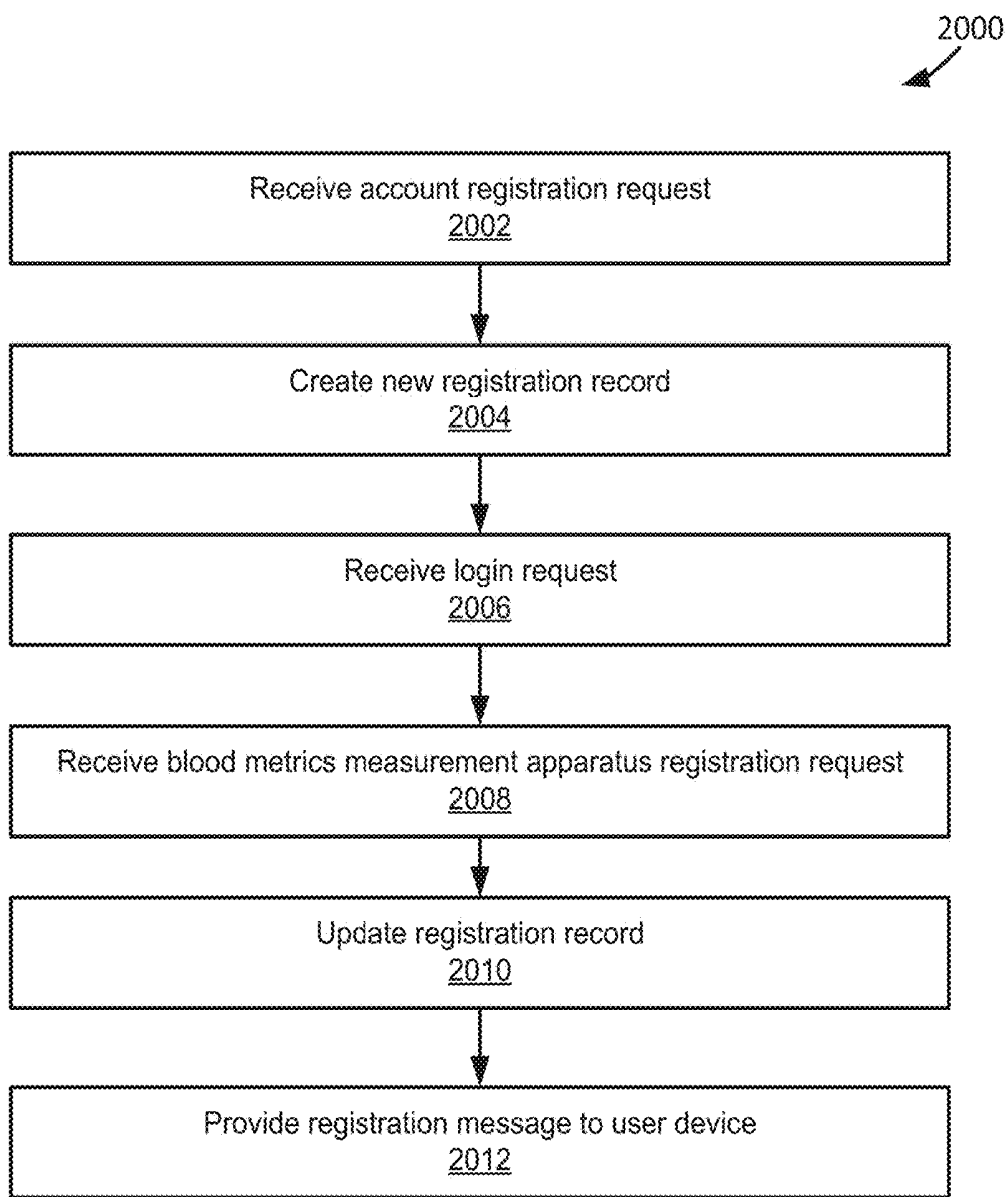 2000
Receive account registration request
2002
Create new registration record
2004
Receive login request
2006
Receive blood metrics measurement apparatus registration request
2008
Update registration record
2010
Provide registration message to user device
2012